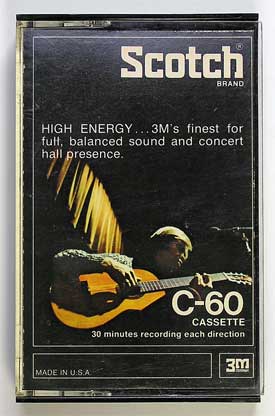 Scotch®
BRAND
HIGH ENERGY...3M's finest for
full, balanced sound and concert
hall presence.
C-60
CASSETTE
30 minutes recording each direction
MADE IN U.S.A.
3M